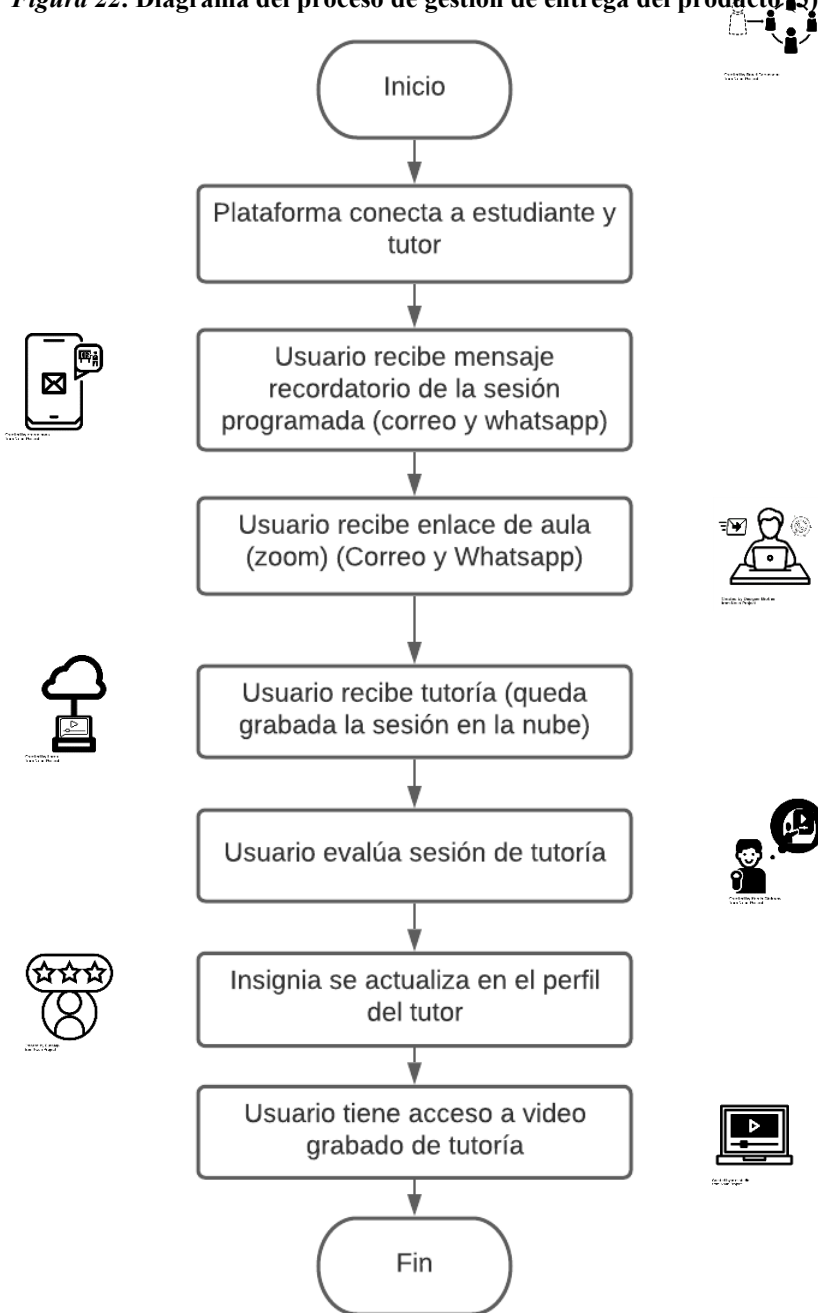 Figura 22. Diagrama del proceso de gestión de entrega del producto
Inicio
Plataforma conecta a estudiante y
tutor
Usuario recibe mensaje
recordatorio de la sesión
programada (correo y whatsapp)
Usuario recibe enlace de aula
(zoom) (Correo y Whatsapp)
Usuario recibe tutoría (queda
grabada la sesión en la nube)
Usuario evalúa sesión de tutoría
Insignia se actualiza en el perfil
del tutor
Usuario tiene acceso a video
grabado de tutoría
Fin